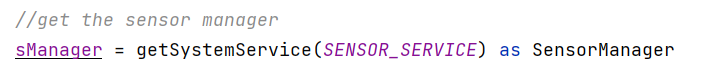 //get the sensor manager
sManager = getSystemService(SENSOR_SERVICE) as SensorManager